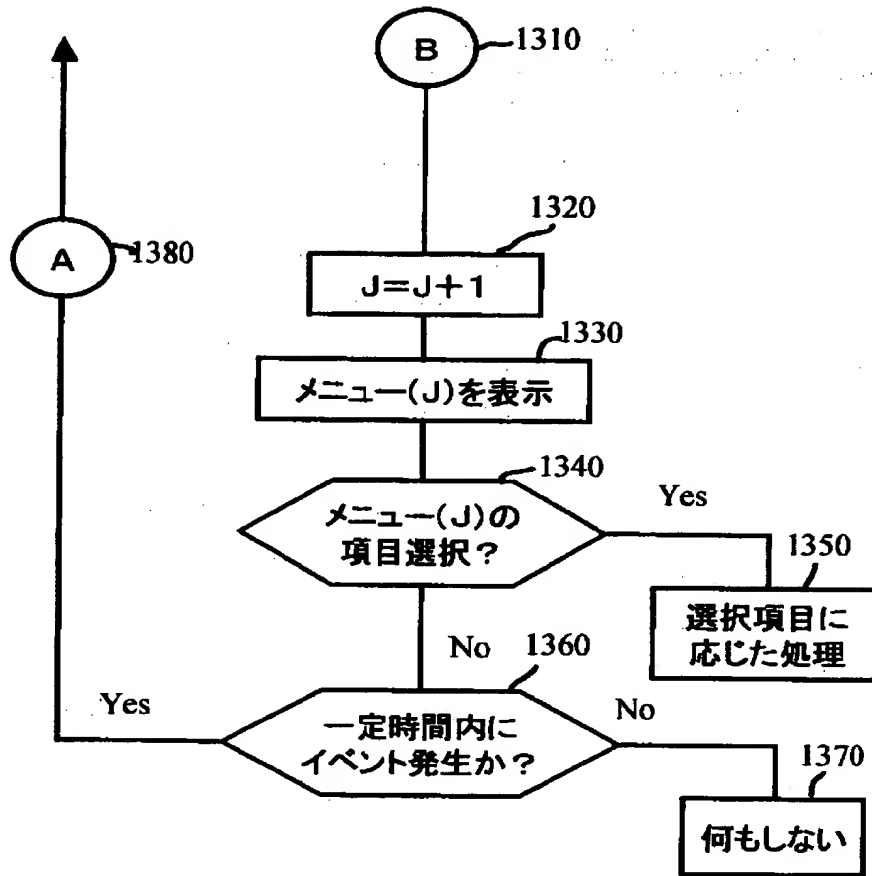 B
1310
A
1380
1320
J=J+1
1330
メニュー(J)を表示
1340
メニュー(J)の
項目選択?
Yes
1350
選択項目に
応じた処理
No
1360
Yes
一定時間内に
イベント発生か?
No
1370
何もしない